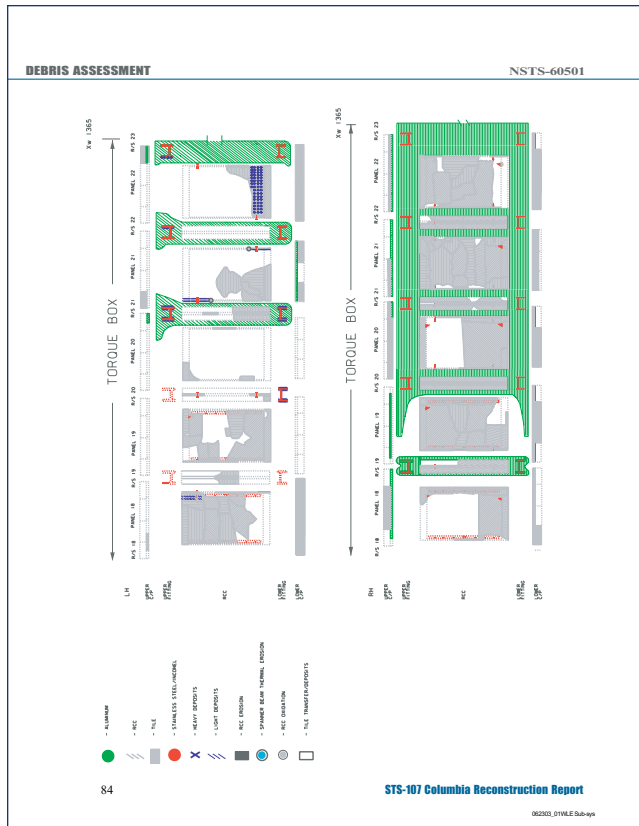 DEBRIS ASSESSMENT
NSTS-60501
Xw 1365
R/S 23
PANEL 22
R/S 22
PANEL 21
R/S 21
PANEL 20
R/S 20
PANEL 19
R/S 19
PANEL 18
R/S 18
TORQUE BOX
LH
UPPER
C/P
UPPER
FITTING
RCC
LOWER
FITTING
LOWER
C/P
Xw 1365
R/S 23
PANEL 22
R/S 22
PANEL 21
R/S 21
PANEL 20
R/S 20
PANEL 19
R/S 19
PANEL 18
R/S 18
TORQUE BOX
RH
UPPER
C/P
UPPER
FITTING
RCC
LOWER
FITTING
LOWER
C/P
- ALUMINUM
- RCC
- TILE
- STAINLESS STEEL/INCONEL
- HEAVY DEPOSITS
- LIGHT DEPOSITS
- RCC EROSION
- SPANNER BEAM THERMAL EROSION
- RCC OXIDATION
- TILE TRANSFER/DEPOSITS
84
STS-107 Columbia Reconstruction Report
062303_01WLE Sub-sys